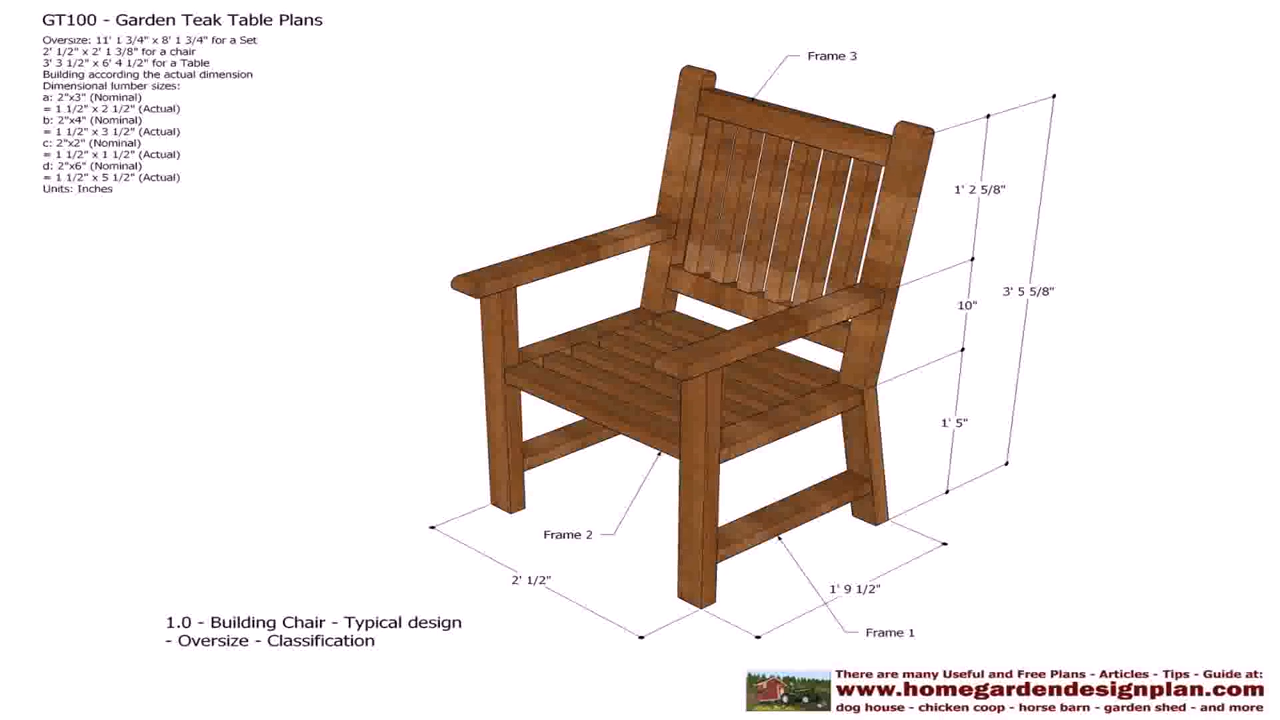 GT100 - Garden Teak Table Plans
Oversize: 11' 1 3/4" x 8' 1 3/4" for a Set
2' 1/2" x 2' 1 3/8" for a chair
3' 3 1/2" x 6' 4 1/2" for a Table
Building according the actual dimension
Dimensional lumber sizes:
a: 2"x3" (Nominal)
= 1 1/2" x 2 1/2" (Actual)
b: 2"x4" (Nominal)
= 1 1/2" x 3 1/2" (Actual)
c: 2"x2" (Nominal)
= 1 1/2" x 1 1/2" (Actual)
d: 2"x6" (Nominal)
= 1 1/2" x 5 1/2" (Actual)
Units: Inches
Frame 3
1' 2 5/8"
3' 5 5/8"
10"
1' 5"
Frame 2
2' 1/2"
1' 9 1/2"
Frame 1
1.0 - Building Chair - Typical design
- Oversize - Classification
There are many Useful and Free Plans - Articles - Tips - Guide at:
www.homegardendesignplan.com
dog house - chicken coop - horse barn - garden shed - and more